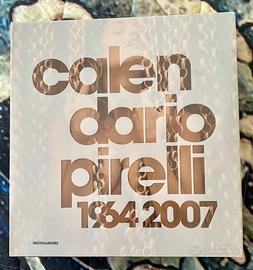 calen
dario
pirelli
1964.2007
MONDADORI